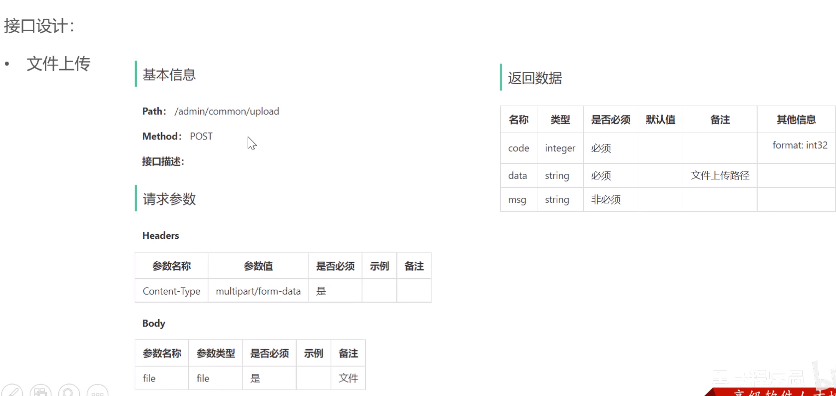 接口设计：
• 文件上传
基本信息
Path： /admin/common/upload
Method： POST
接口描述：
请求参数
Headers
参数名称 参数值 是否必须 示例 备注
Content-Type multipart/form-data 是
Body
参数名称 参数类型 是否必须 示例 备注
file file 是 文件
返回数据
名称 类型 是否必须 默认值 备注 其他信息
code integer 必须 format: int32
data string 必须 文件上传路径
msg string 非必须